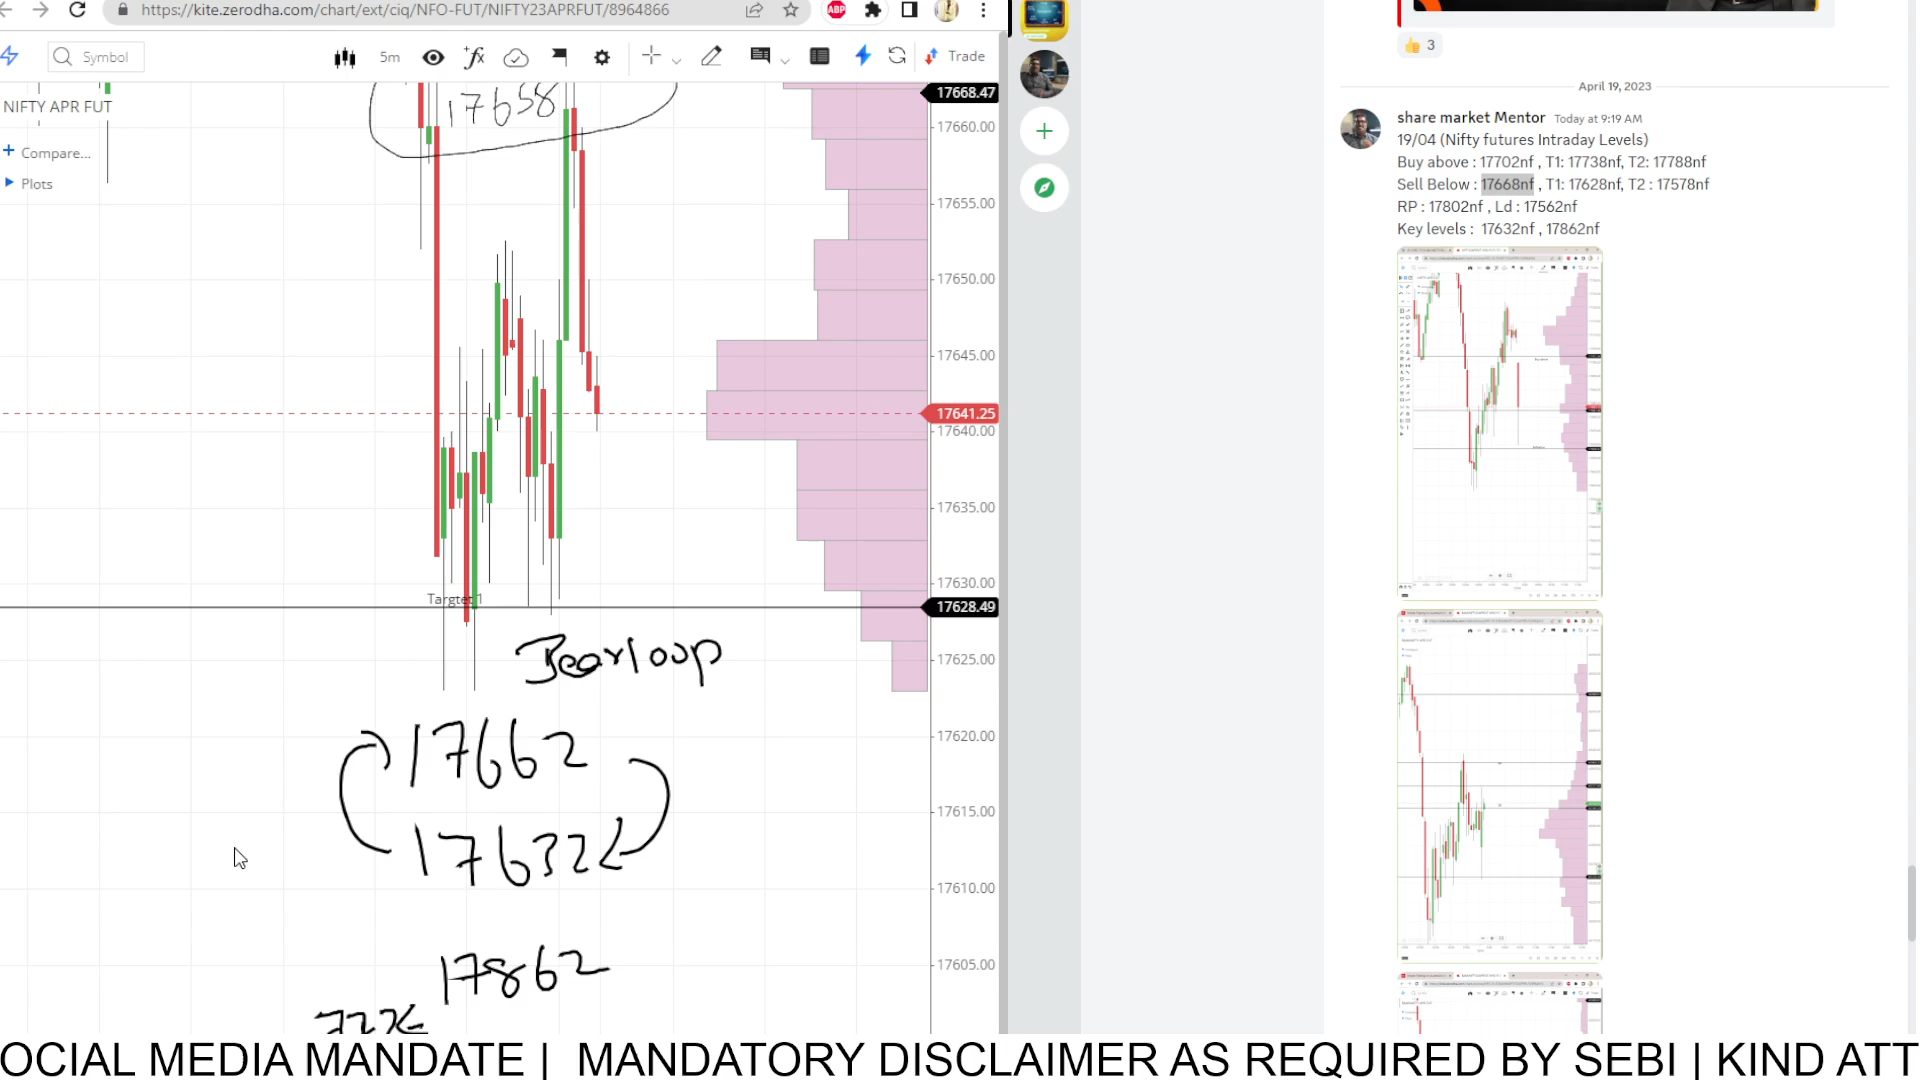 https://kite.zerodha.com/chart/ext/ciq/NFO-FUT/NIFTY23APRFUT/8964866
ABP
Symbol
5m
Trade
NIFTY APR FUT
Compare...
Plots
17658
17668.47
17660.00
17655.00
17650.00
17645.00
17641.25
17640.00
17635.00
17630.00
17628.49
17625.00
17620.00
17615.00
17610.00
17605.00
Targtet 1
Bearloop
17662
17632
17862
3
April 19, 2023
share market Mentor Today at 9:19 AM
19/04 (Nifty futures Intraday Levels)
Buy above : 17702nf , T1: 17738nf, T2: 17788nf
Sell Below : 17668nf , T1: 17628nf, T2 : 17578nf
RP : 17802nf , Ld : 17562nf
Key levels : 17632nf , 17862nf
OCIAL MEDIA MANDATE | MANDATORY DISCLAIMER AS REQUIRED BY SEBI | KIND ATT